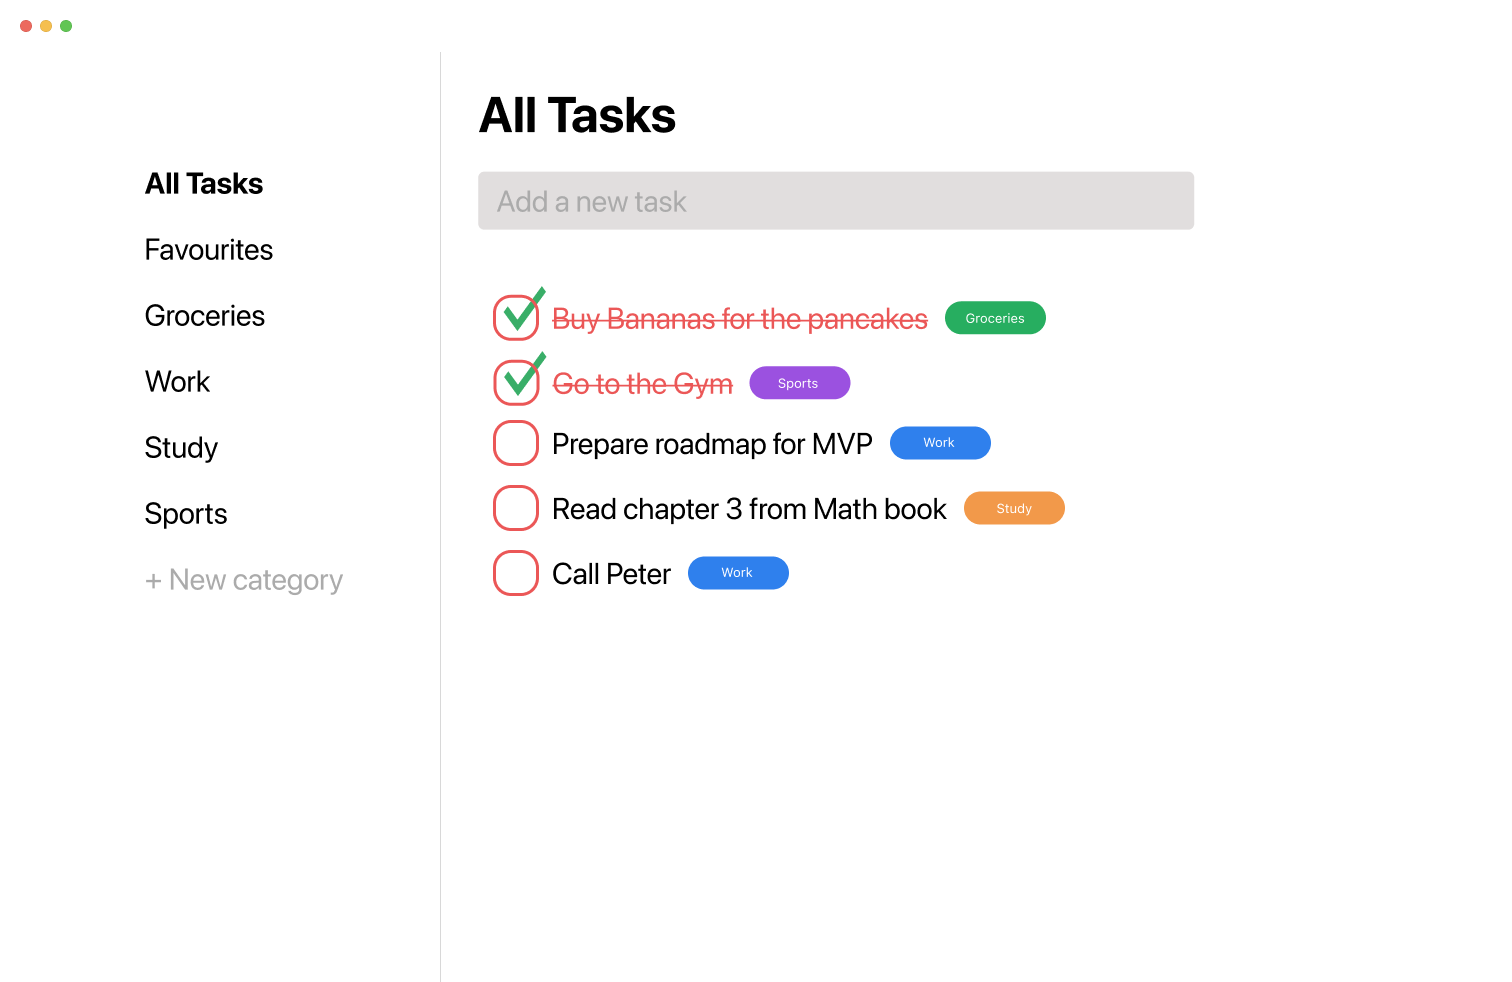 All Tasks
Favourites
Groceries
Work
Study
Sports
+ New category
All Tasks
Add a new task
Buy Bananas for the pancakes Groceries
Go to the Gym Sports
Prepare roadmap for MVP Work
Read chapter 3 from Math book Study
Call Peter Work